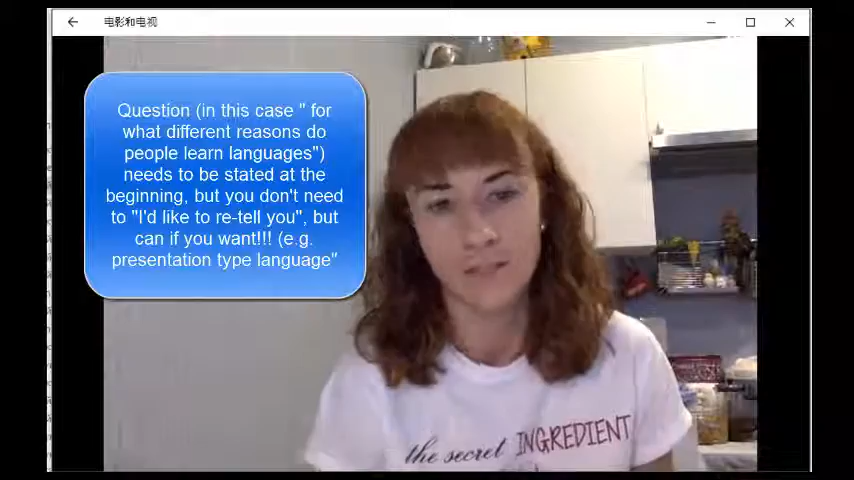 电影和电视
Question (in this case " for
what different reasons do
people learn languages")
needs to be stated at the
beginning, but you don't need
to "I'd like to re-tell you", but
can if you want!!! (e.g.
presentation type language"
the secret INGREDIENT